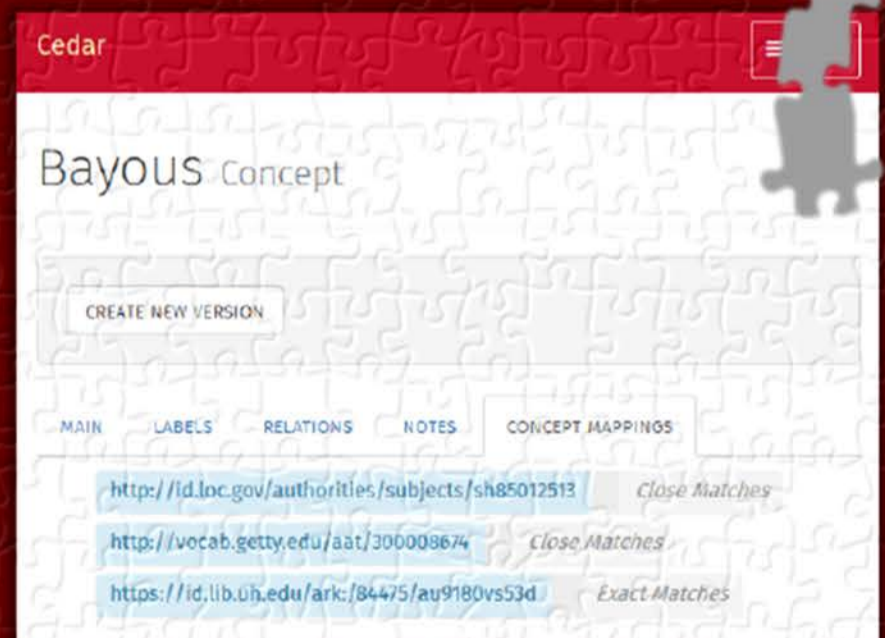 Cedar
Bayous Concept
CREATE NEW VERSION
MAIN LABELS RELATIONS NOTES CONCEPT MAPPINGS
http://id.loc.gov/authorities/subjects/sh85012513 Close Matches
http://vocab.getty.edu/aat/300008674 Close Matches
https://id.lib.uh.edu/ark:/84475/au9180vs53d Exact Matches